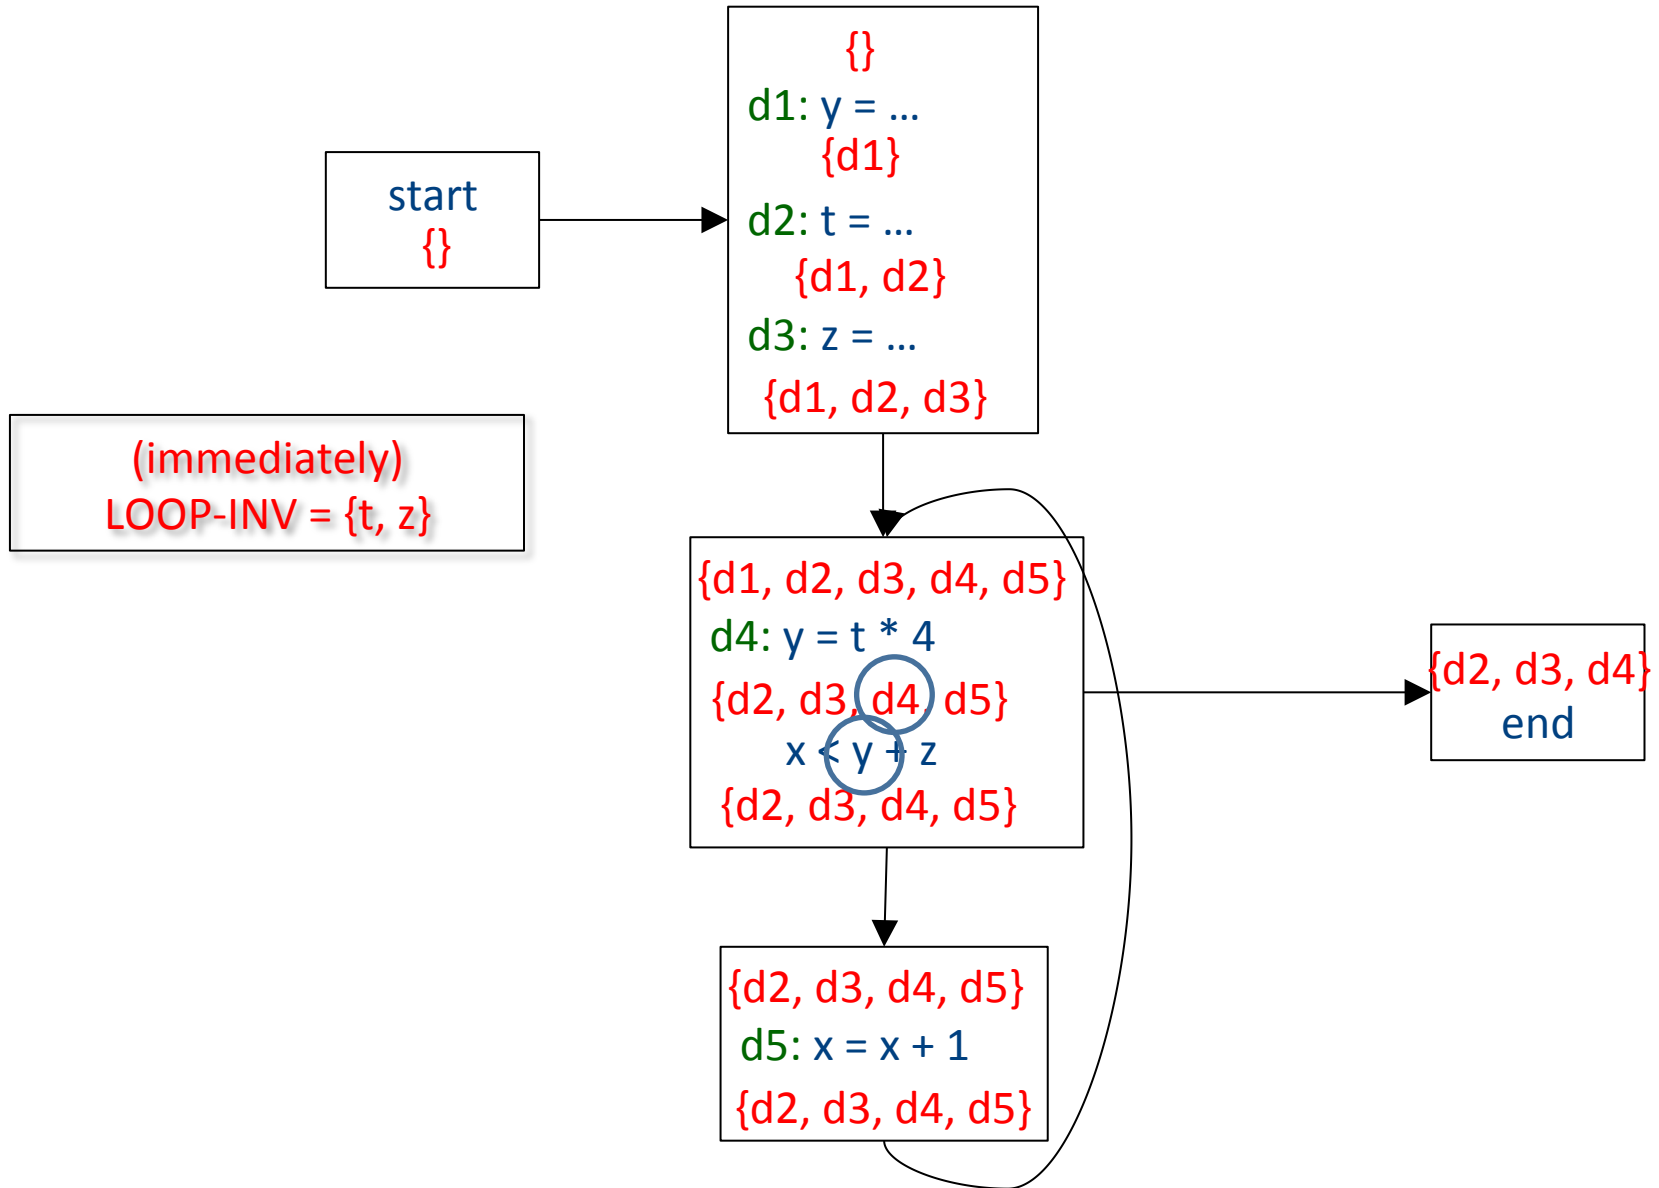 start
{}
{}
d1: y = …
{d1}
d2: t = …
{d1, d2}
d3: z = …
{d1, d2, d3}
(immediately)
LOOP-INV = {t, z}
{d1, d2, d3, d4, d5}
d4: y = t * 4
{d2, d3, d4, d5}
x < y + z
{d2, d3, d4, d5}
{d2, d3, d4}
end
{d2, d3, d4, d5}
d5: x = x + 1
{d2, d3, d4, d5}